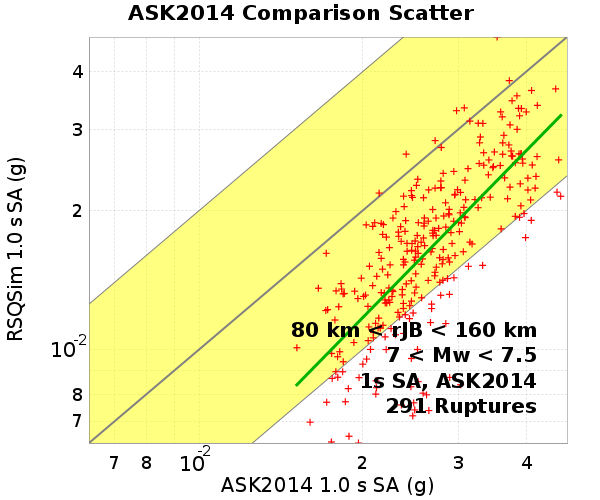 ASK2014 Comparison Scatter
RSQSim 1.0 s SA (g)
4
3
2
10-2
8
7
80 km < rJB < 160 km
7 < Mw < 7.5
1s SA, ASK2014
291 Ruptures
7 8 10-2 2 3 4
ASK2014 1.0 s SA (g)